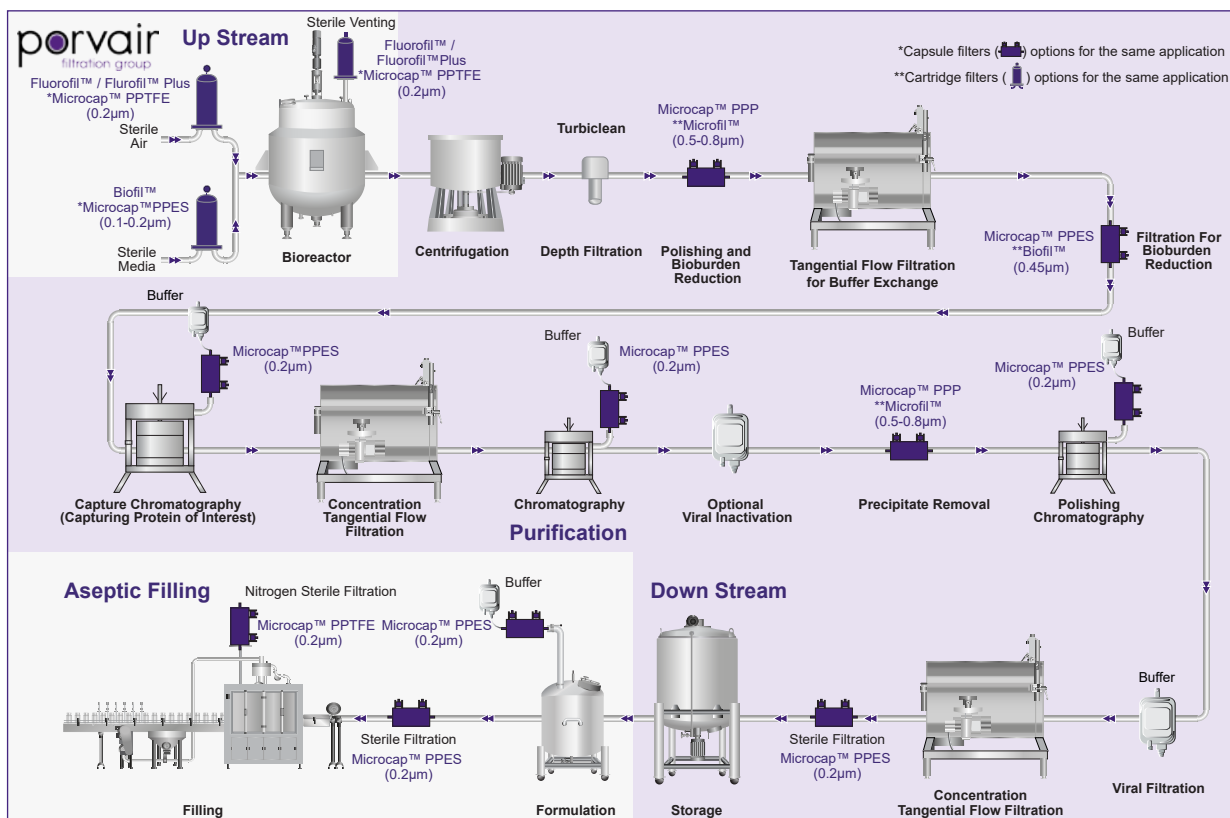 porvair
filtration group
Up Stream
Sterile Venting
Fluorofil™ /
Fluorofil™Plus
*Microcap™ PPTFE
(0.2µm)
Fluorofil™ / Flurofil™ Plus
*Microcap™ PPTFE
(0.2µm)
Sterile
Air
Biofil™
*Microcap™PPES
(0.1-0.2µm)
Sterile
Media
Bioreactor
*Capsule filters ( ) options for the same application
**Cartridge filters ( ) options for the same application
Centrifugation
Turbiclean
Depth Filtration
Microcap™ PPP
**Microfil™
(0.5-0.8µm)
Polishing and
Bioburden
Reduction
Tangential Flow Filtration
for Buffer Exchange
Microcap™ PPES
**Biofil™
(0.45µm)
Filtration For
Bioburden
Reduction
Buffer
Microcap™PPES
(0.2µm)
Capture Chromatography
(Capturing Protein of Interest)
Concentration
Tangential Flow
Filtration
Buffer
Microcap™ PPES
(0.2µm)
Chromatography
Optional
Viral Inactivation
Microcap™ PPP
**Microfil™
(0.5-0.8µm)
Precipitate Removal
Buffer
Microcap™ PPES
(0.2µm)
Polishing
Chromatography
Purification
Aseptic Filling
Nitrogen Sterile Filtration
Microcap™ PPTFE
(0.2µm)
Buffer
Microcap™ PPES
(0.2µm)
Sterile Filtration
Microcap™ PPES
(0.2µm)
Filling
Formulation
Down Stream
Storage
Sterile Filtration
Microcap™ PPES
(0.2µm)
Concentration
Tangential Flow Filtration
Buffer
Viral Filtration